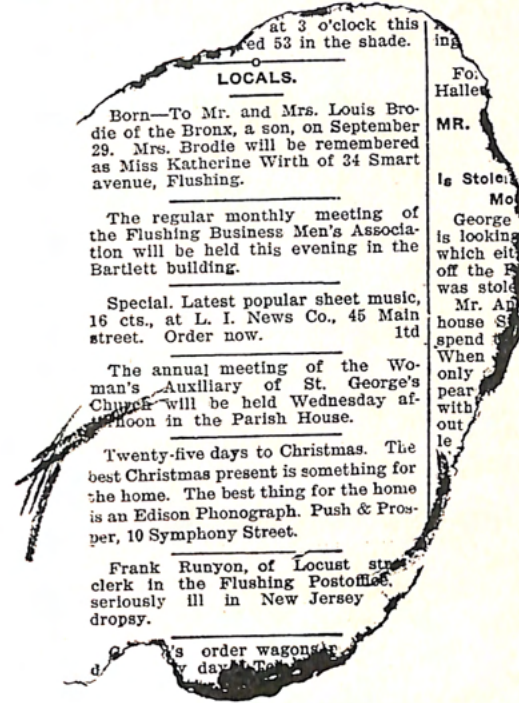 at 3 o'clock this
red 53 in the shade.
LOCALS.
Born—To Mr. and Mrs. Louis Bro-
die of the Bronx, a son, on September
29. Mrs. Brodie will be remembered
as Miss Katherine Wirth of 34 Smart
avenue, Flushing.
The regular monthly meeting of
the Flushing Business Men's Associa-
tion will be held this evening in the
Bartlett building.
Special. Latest popular sheet music,
16 cts., at L. I. News Co., 45 Main
street. Order now. 1td
The annual meeting of the Wo-
man's Auxiliary of St. George's
Church will be held Wednesday af-
in the Parish House.
Twenty-five days to Christmas. The
best Christmas present is something for
the home. The best thing for the home
is an Edison Phonograph. Push & Pros-
per, 10 Symphony Street.
Frank Runyon, of Locust
clerk in the Flushing Postoffice,
seriously ill in New Jersey
dropsy.
order wagons
day
ing
Halle
MR.
Is Stole
Mo
George
is looking
which eit
off the
was stole
Mr. Ap
house
spend
When
only
pear
with
out
le